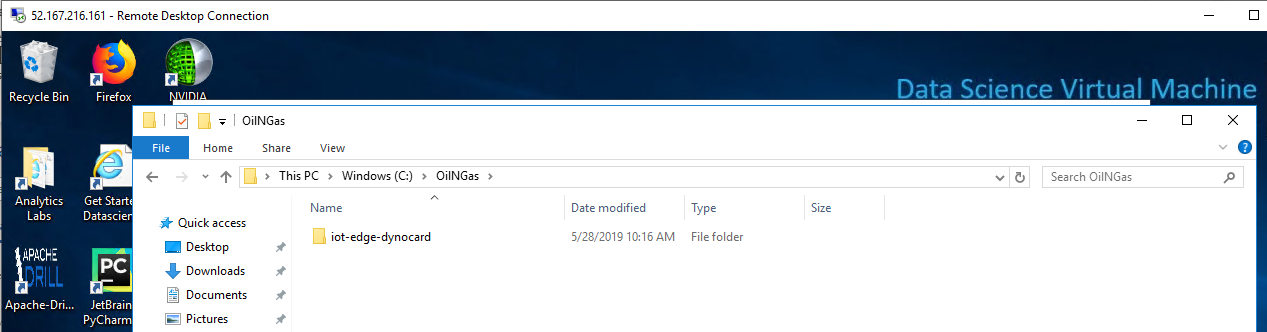 52.167.216.161 - Remote Desktop Connection
Recycle Bin
Firefox
NVIDIA
Data Science Virtual Machine
OilNGas
File Home Share View
This PC > Windows (C:) > OilNGas >
Search OilNGas
Name Date modified Type Size
iot-edge-dynocard 5/28/2019 10:16 AM File folder
Quick access
Desktop
Downloads
Documents
Pictures
Analytics
Labs
Get Starte
Datascien
APACHE
DRILL
Apache-Dri...
PC
JetBrain
PyCharm